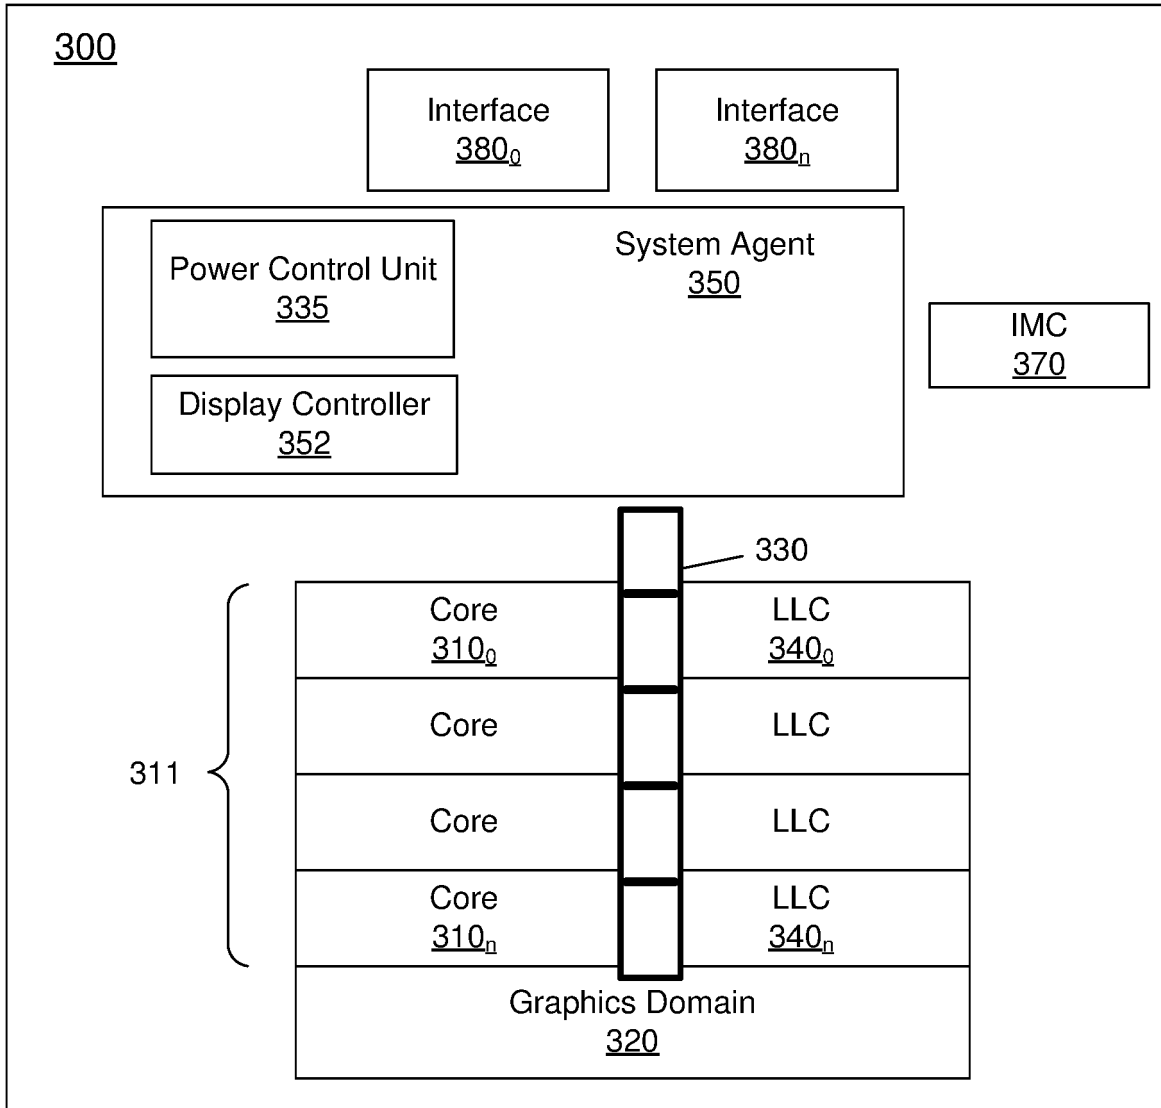 300
Interface
380₀
Interface
380ₙ
Power Control Unit
335
System Agent
350
Display Controller
352
IMC
370
330
Core
310₀
LLC
340₀
Core
LLC
311
Core
LLC
Core
310ₙ
LLC
340ₙ
Graphics Domain
320